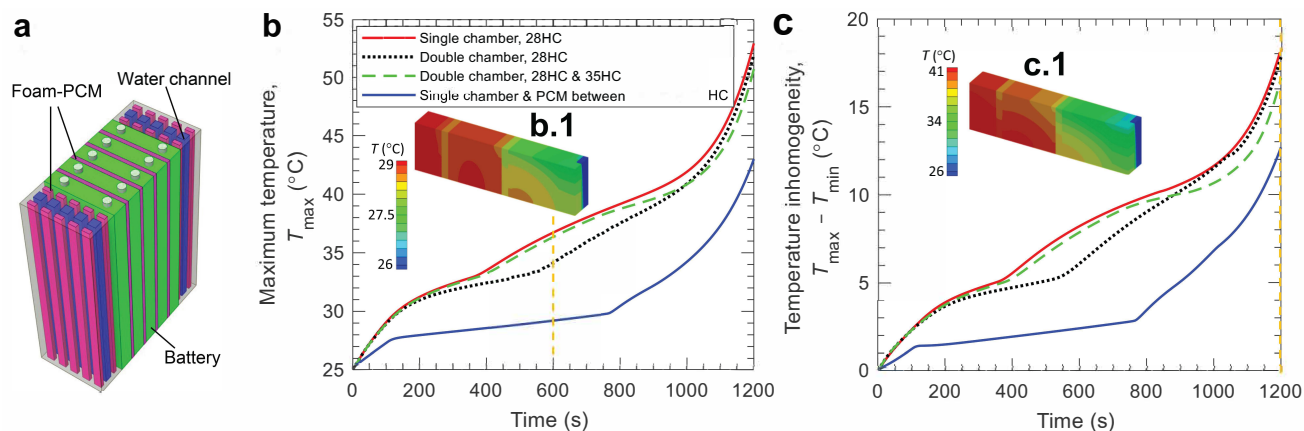 a
Foam-PCM
Water channel
Battery
b
Maximum temperature,
T max (°C)
55
50
45
40
35
30
25
Single chamber, 28HC
Double chamber, 28HC
Double chamber, 28HC & 35HC
Single chamber & PCM between HC
b.1
T (°C)
29
27.5
26
0 200 400 600 800 1000 1200
Time (s)
c
Temperature inhomogeneity,
T max − T min (°C)
20
15
10
5
0
c.1
T (°C)
41
34
26
0 200 400 600 800 1000 1200
Time (s)